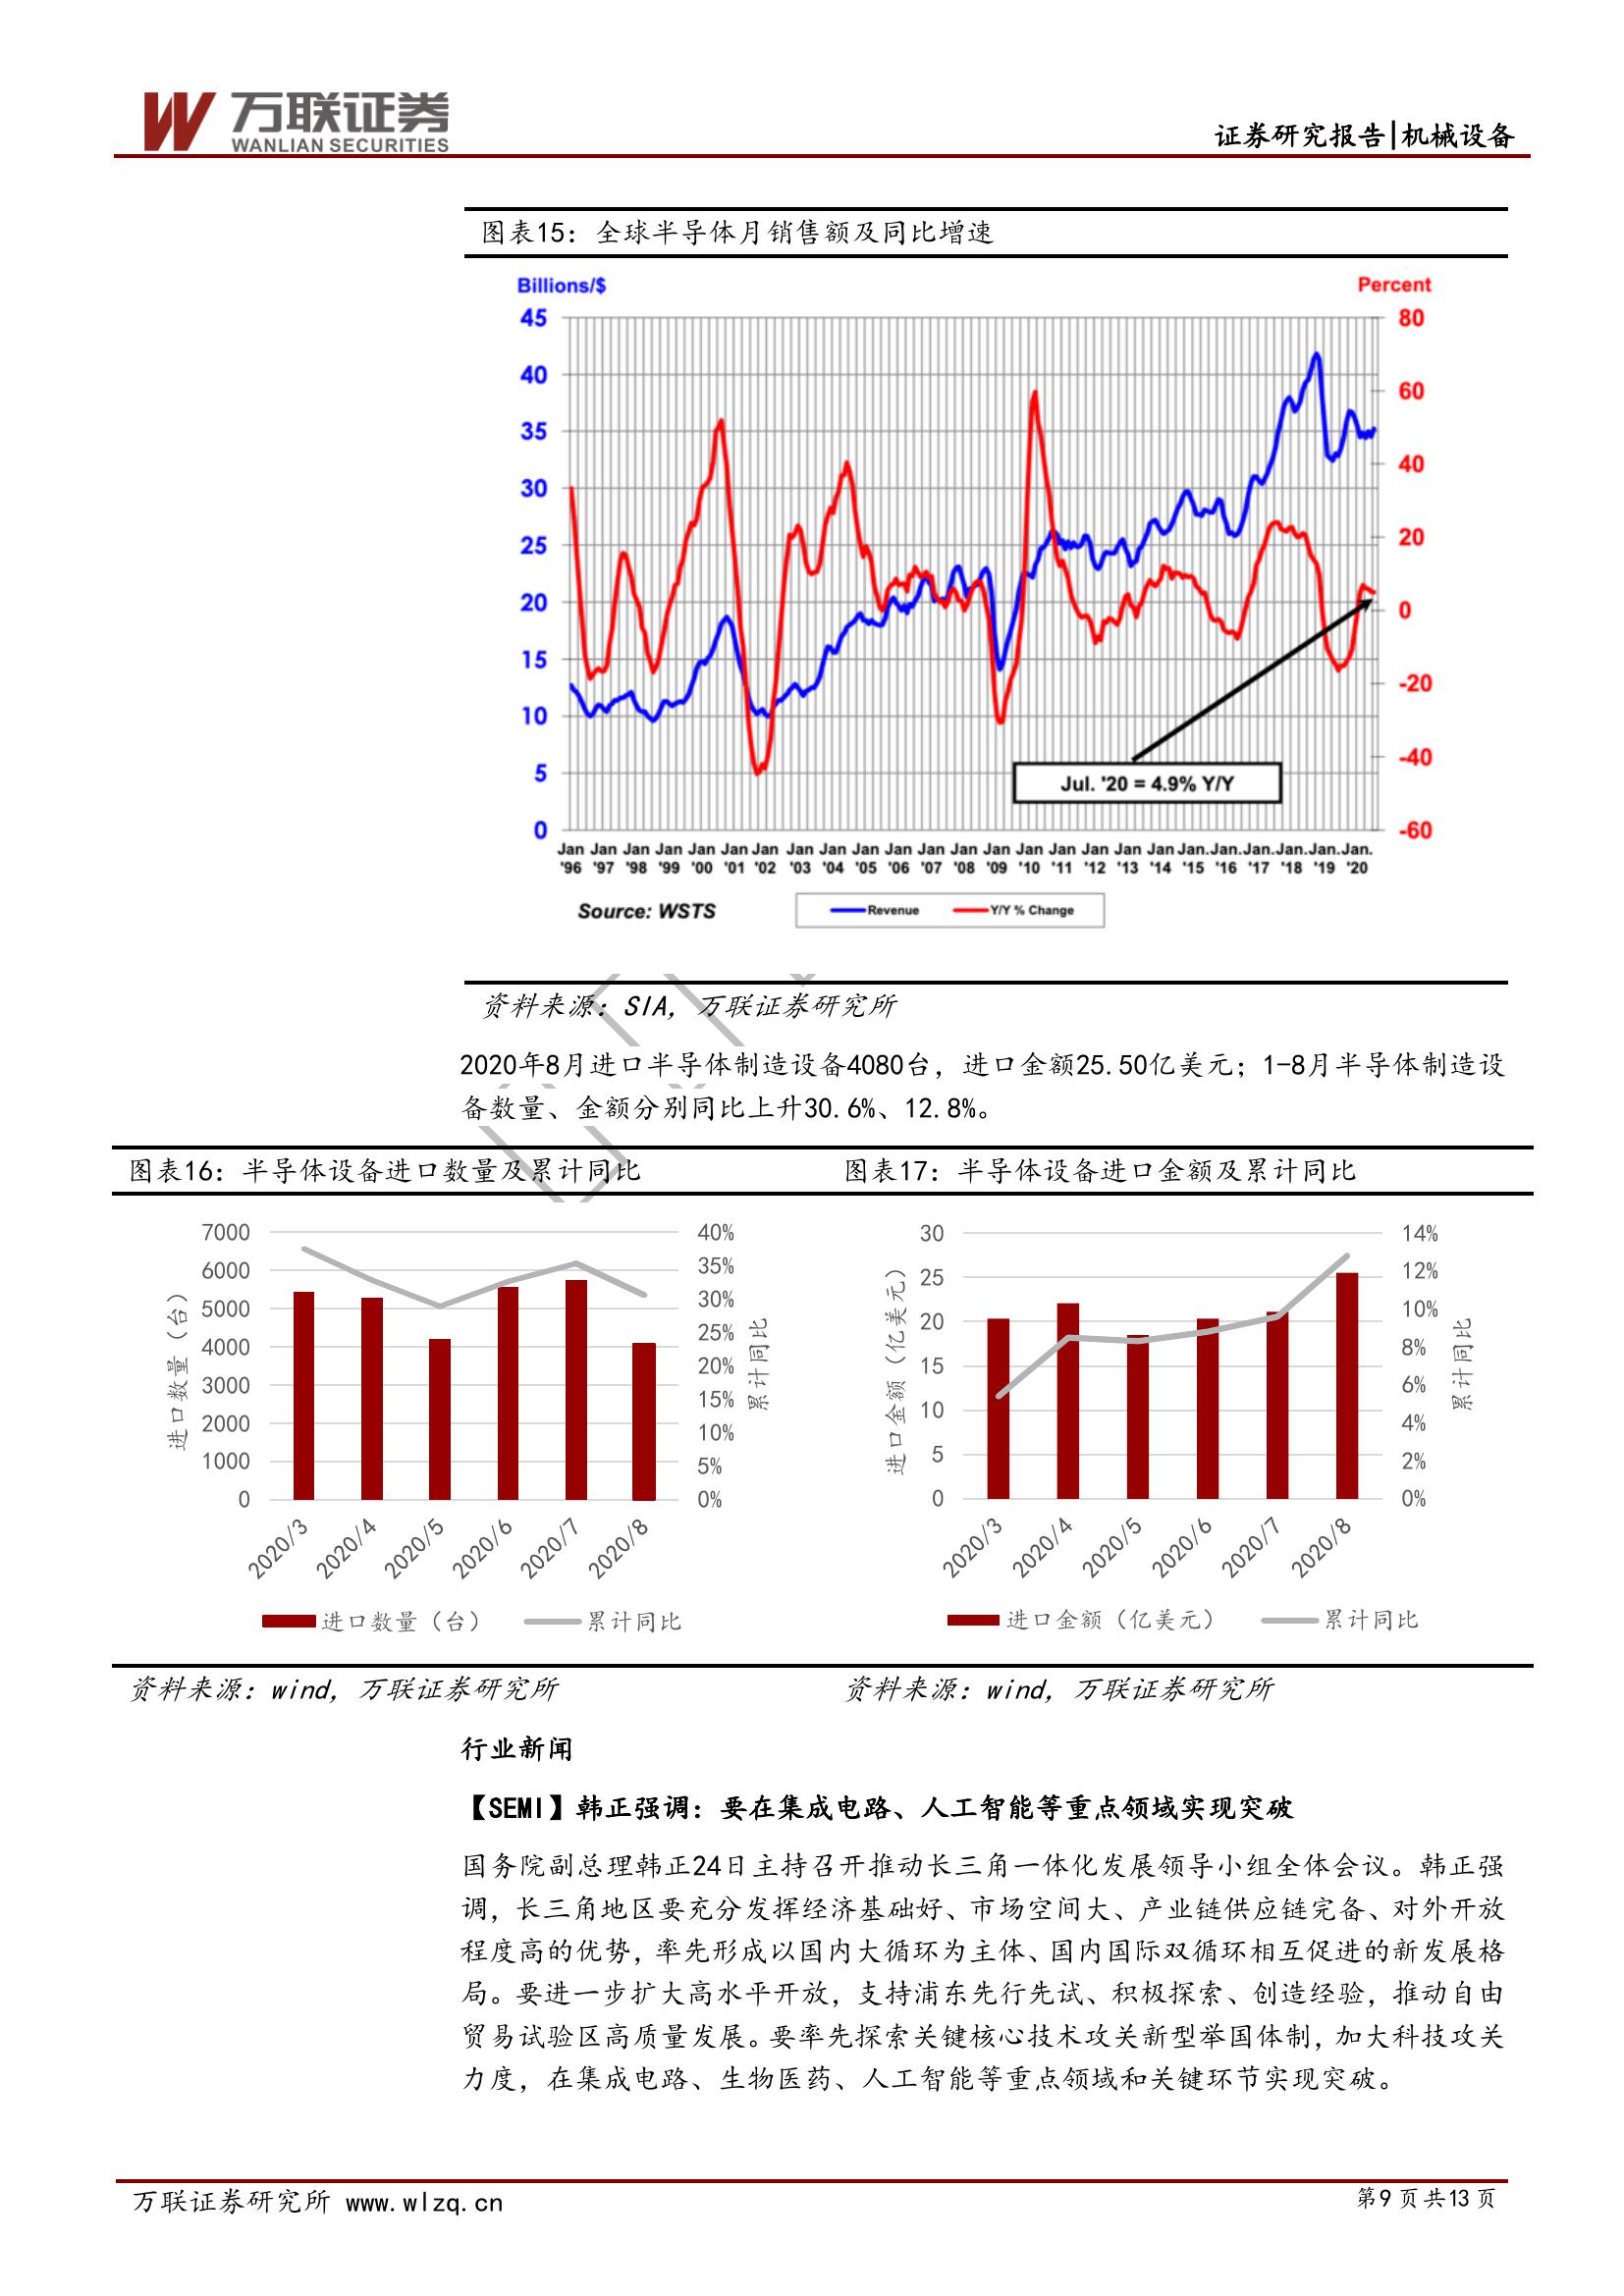 万联证券
WANLIAN SECURITIES
证券研究报告|机械设备
图表15：全球半导体月销售额及同比增速
Billions/$ Percent
45 80
40 60
35 40
30 20
25 0
20 -20
15 -40
10 -60
5
0
Jul. '20 = 4.9% Y/Y
Jan Jan Jan Jan Jan Jan Jan Jan Jan Jan Jan Jan Jan Jan Jan Jan Jan Jan Jan Jan. Jan. Jan. Jan. Jan. Jan.
'96 '97 '98 '99 '00 '01 '02 '03 '04 '05 '06 '07 '08 '09 '10 '11 '12 '13 '14 '15 '16 '17 '18 '19 '20
Source: WSTS Revenue Y/Y % Change
资料来源：SIA, 万联证券研究所
2020年8月进口半导体制造设备4080台，进口金额25.50亿美元；1-8月半导体制造设
备数量、金额分别同比上升30.6%、12.8%。
图表16：半导体设备进口数量及累计同比
进口数量（台）
7000 40%
6000 35%
5000 30%
4000 25%
3000 20%
2000 15%
1000 10%
0 5%
0%
累计同比
2020/3 2020/4 2020/5 2020/6 2020/7 2020/8
进口数量（台） 累计同比
资料来源：wind, 万联证券研究所
图表17：半导体设备进口金额及累计同比
进口金额（亿美元）
30 14%
25 12%
20 10%
15 8%
10 6%
5 4%
0 2%
0%
累计同比
2020/3 2020/4 2020/5 2020/6 2020/7 2020/8
进口金额（亿美元） 累计同比
资料来源：wind, 万联证券研究所
行业新闻
【SEMI】韩正强调：要在集成电路、人工智能等重点领域实现突破
国务院副总理韩正24日主持召开推动长三角一体化发展领导小组全体会议。韩正强
调，长三角地区要充分发挥经济基础好、市场空间大、产业链供应链完备、对外开放
程度高的优势，率先形成以国内大循环为主体、国内国际双循环相互促进的新发展格
局。要进一步扩大高水平开放，支持浦东先行先试、积极探索、创造经验，推动自由
贸易试验区高质量发展。要率先探索关键核心技术攻关新型举国体制，加大科技攻关
力度，在集成电路、生物医药、人工智能等重点领域和关键环节实现突破。
万联证券研究所 www.wlzq.cn 第9页共13页